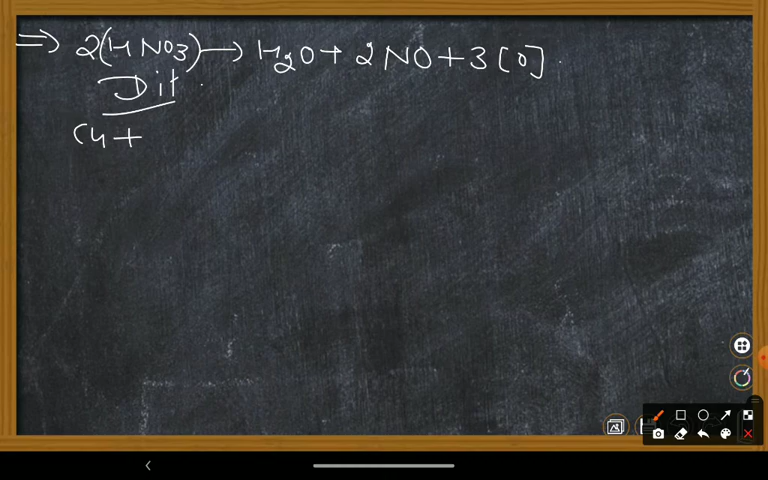 ⇒ 2(HNO3) → H2O + 2NO + 3[O].
Dil
Cu +